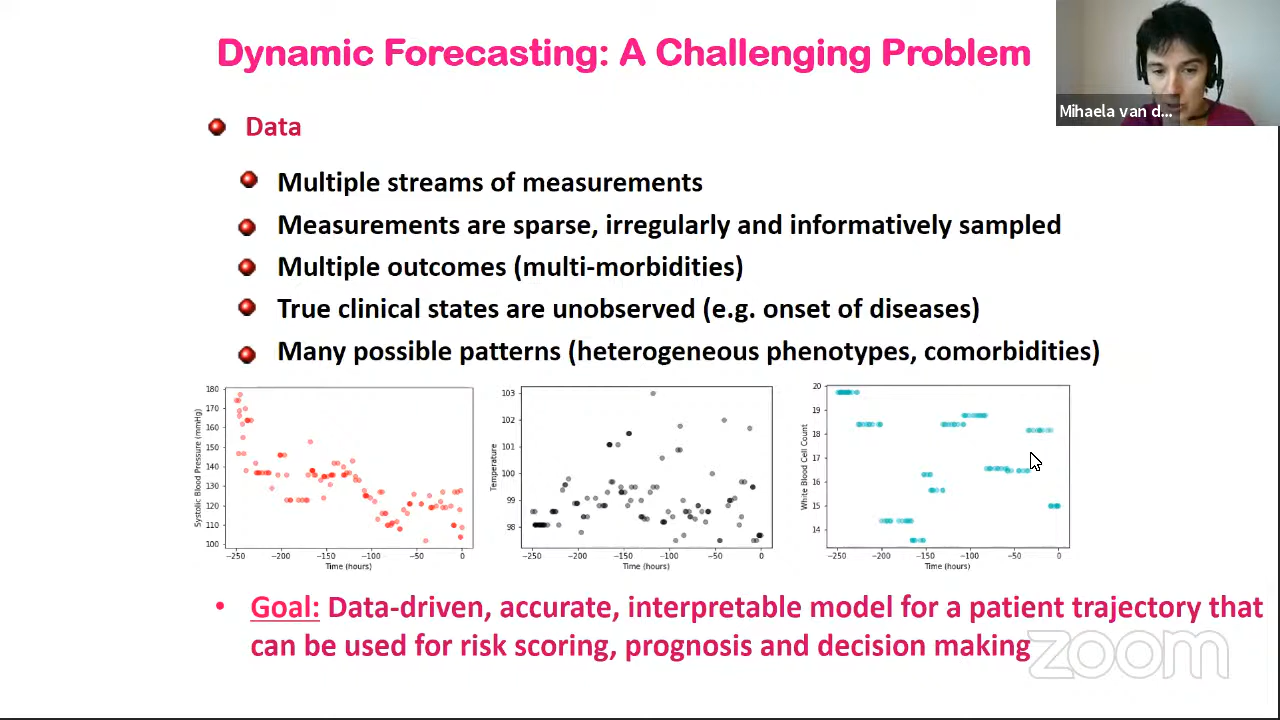 Dynamic Forecasting: A Challenging Problem
Mihaela van d...
Data
Multiple streams of measurements
Measurements are sparse, irregularly and informatively sampled
Multiple outcomes (multi-morbidities)
True clinical states are unobserved (e.g. onset of diseases)
Many possible patterns (heterogeneous phenotypes, comorbidities)
180
170
160
150
140
130
120
110
100
Systolic Blood Pressure (mmHg)
−250 −200 −150 −100 −50 0
Time (hours)
103
102
101
100
99
98
Temperature
−250 −200 −150 −100 −50 0
Time (hours)
20
19
18
17
16
15
14
White Blood Cell Count
−250 −200 −150 −100 −50 0
Time (hours)
• Goal: Data-driven, accurate, interpretable model for a patient trajectory that
can be used for risk scoring, prognosis and decision making
zoom